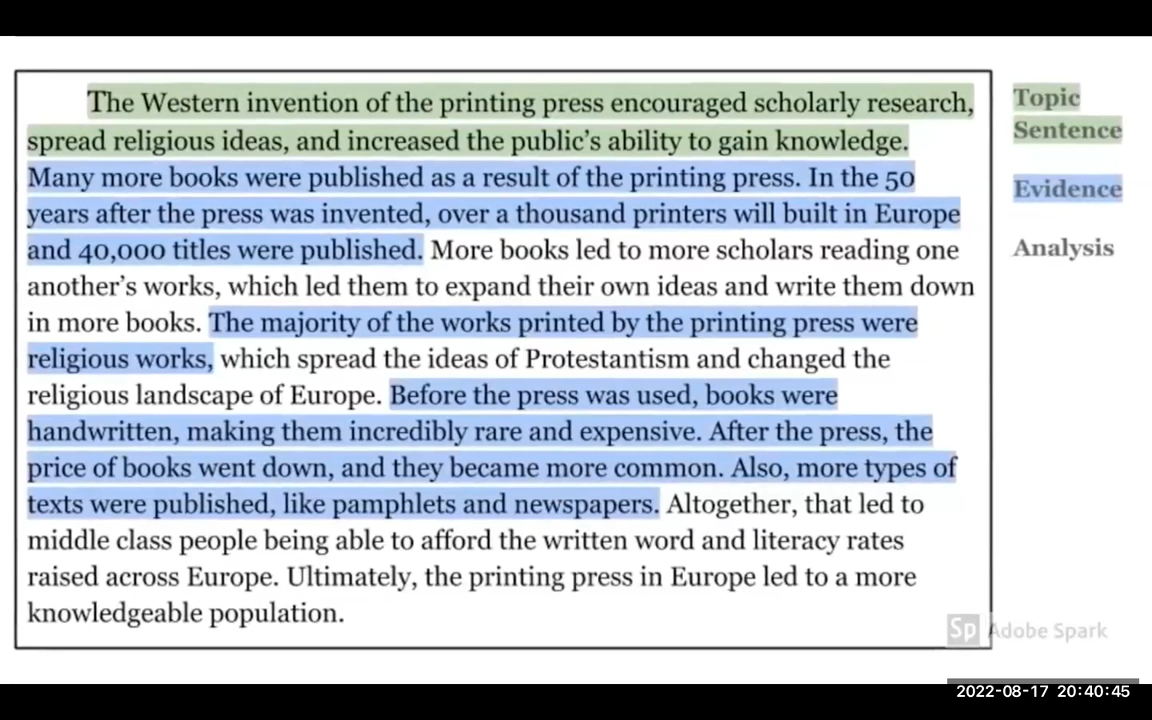 The Western invention of the printing press encouraged scholarly research,
spread religious ideas, and increased the public's ability to gain knowledge.
Many more books were published as a result of the printing press. In the 50
years after the press was invented, over a thousand printers will built in Europe
and 40,000 titles were published. More books led to more scholars reading one
another's works, which led them to expand their own ideas and write them down
in more books. The majority of the works printed by the printing press were
religious works, which spread the ideas of Protestantism and changed the
religious landscape of Europe. Before the press was used, books were
handwritten, making them incredibly rare and expensive. After the press, the
price of books went down, and they became more common. Also, more types of
texts were published, like pamphlets and newspapers. Altogether, that led to
middle class people being able to afford the written word and literacy rates
raised across Europe. Ultimately, the printing press in Europe led to a more
knowledgeable population.
Topic
Sentence
Evidence
Analysis
Sp Adobe Spark
2022-08-17 20:40:45